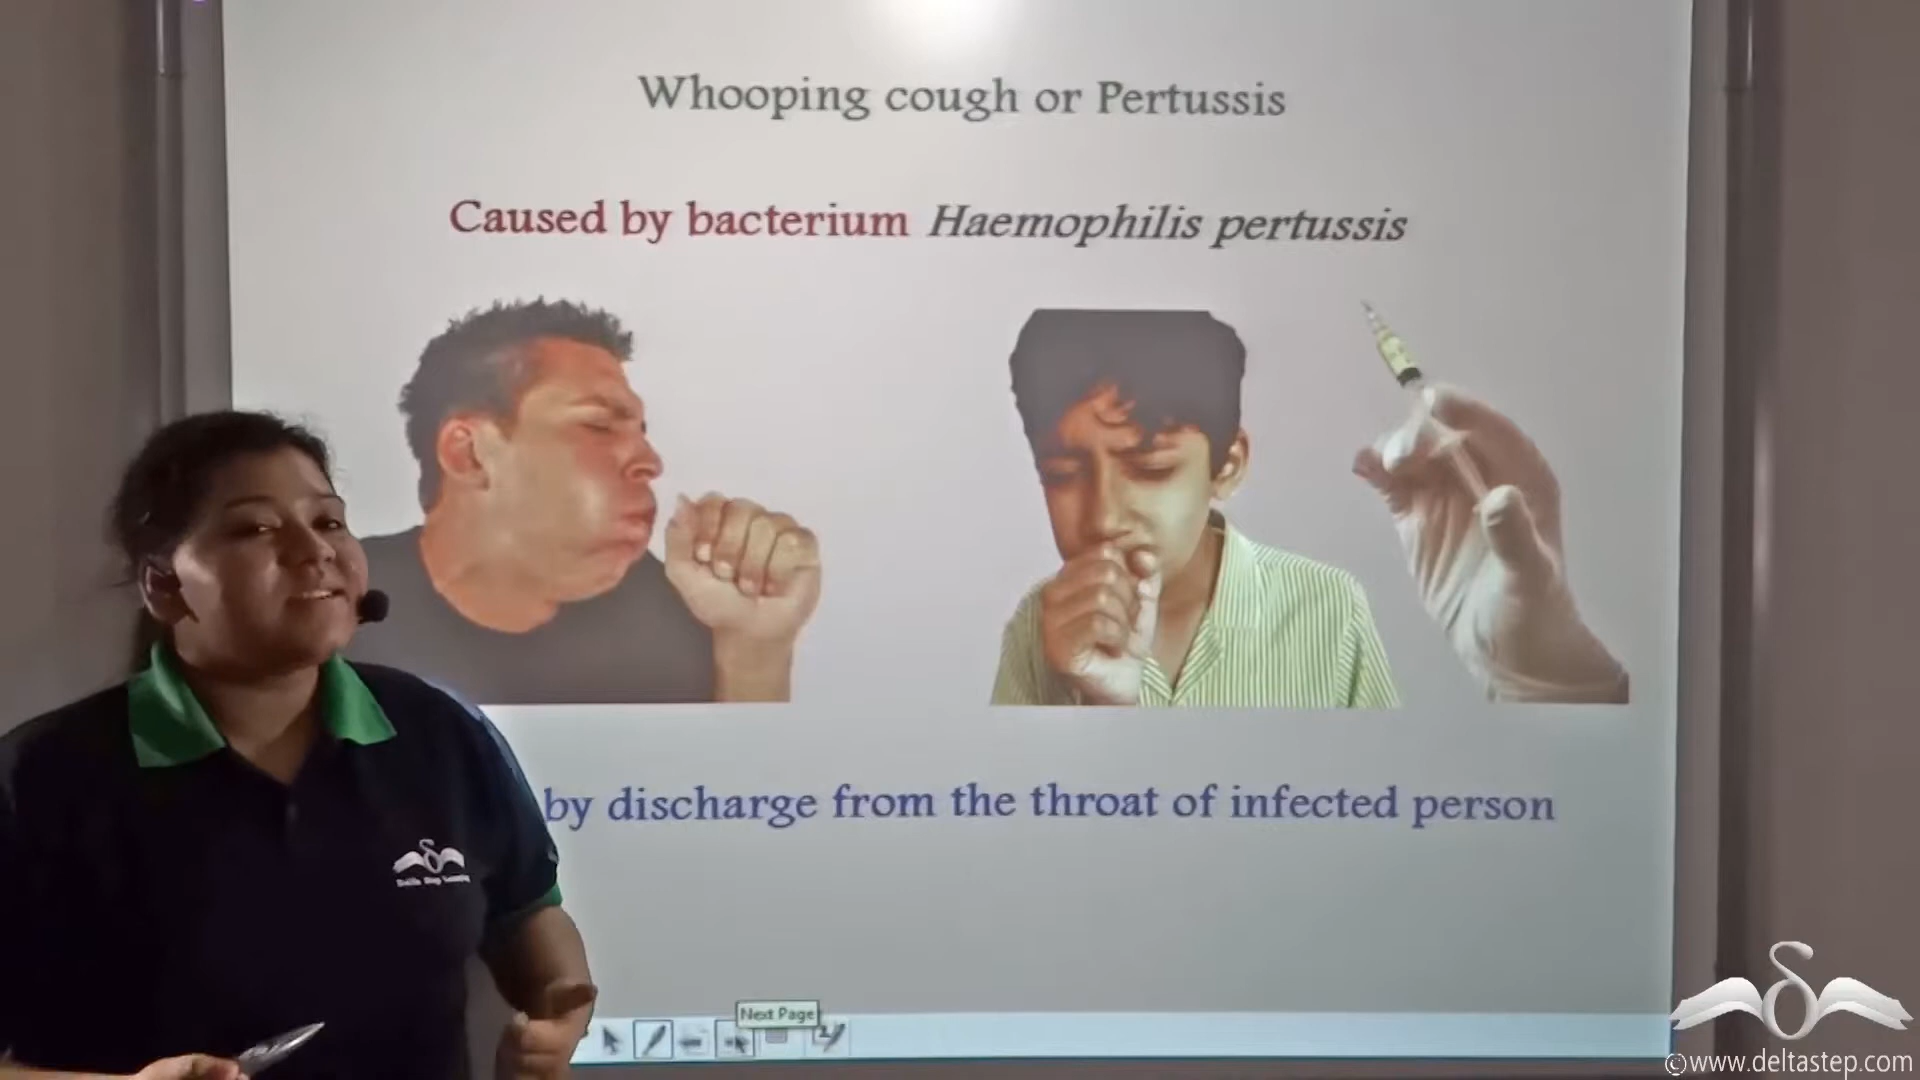 Whooping cough or Pertussis
Caused by bacterium Haemophilis pertussis
by discharge from the throat of infected person
Next Page
©www.deltastep.com